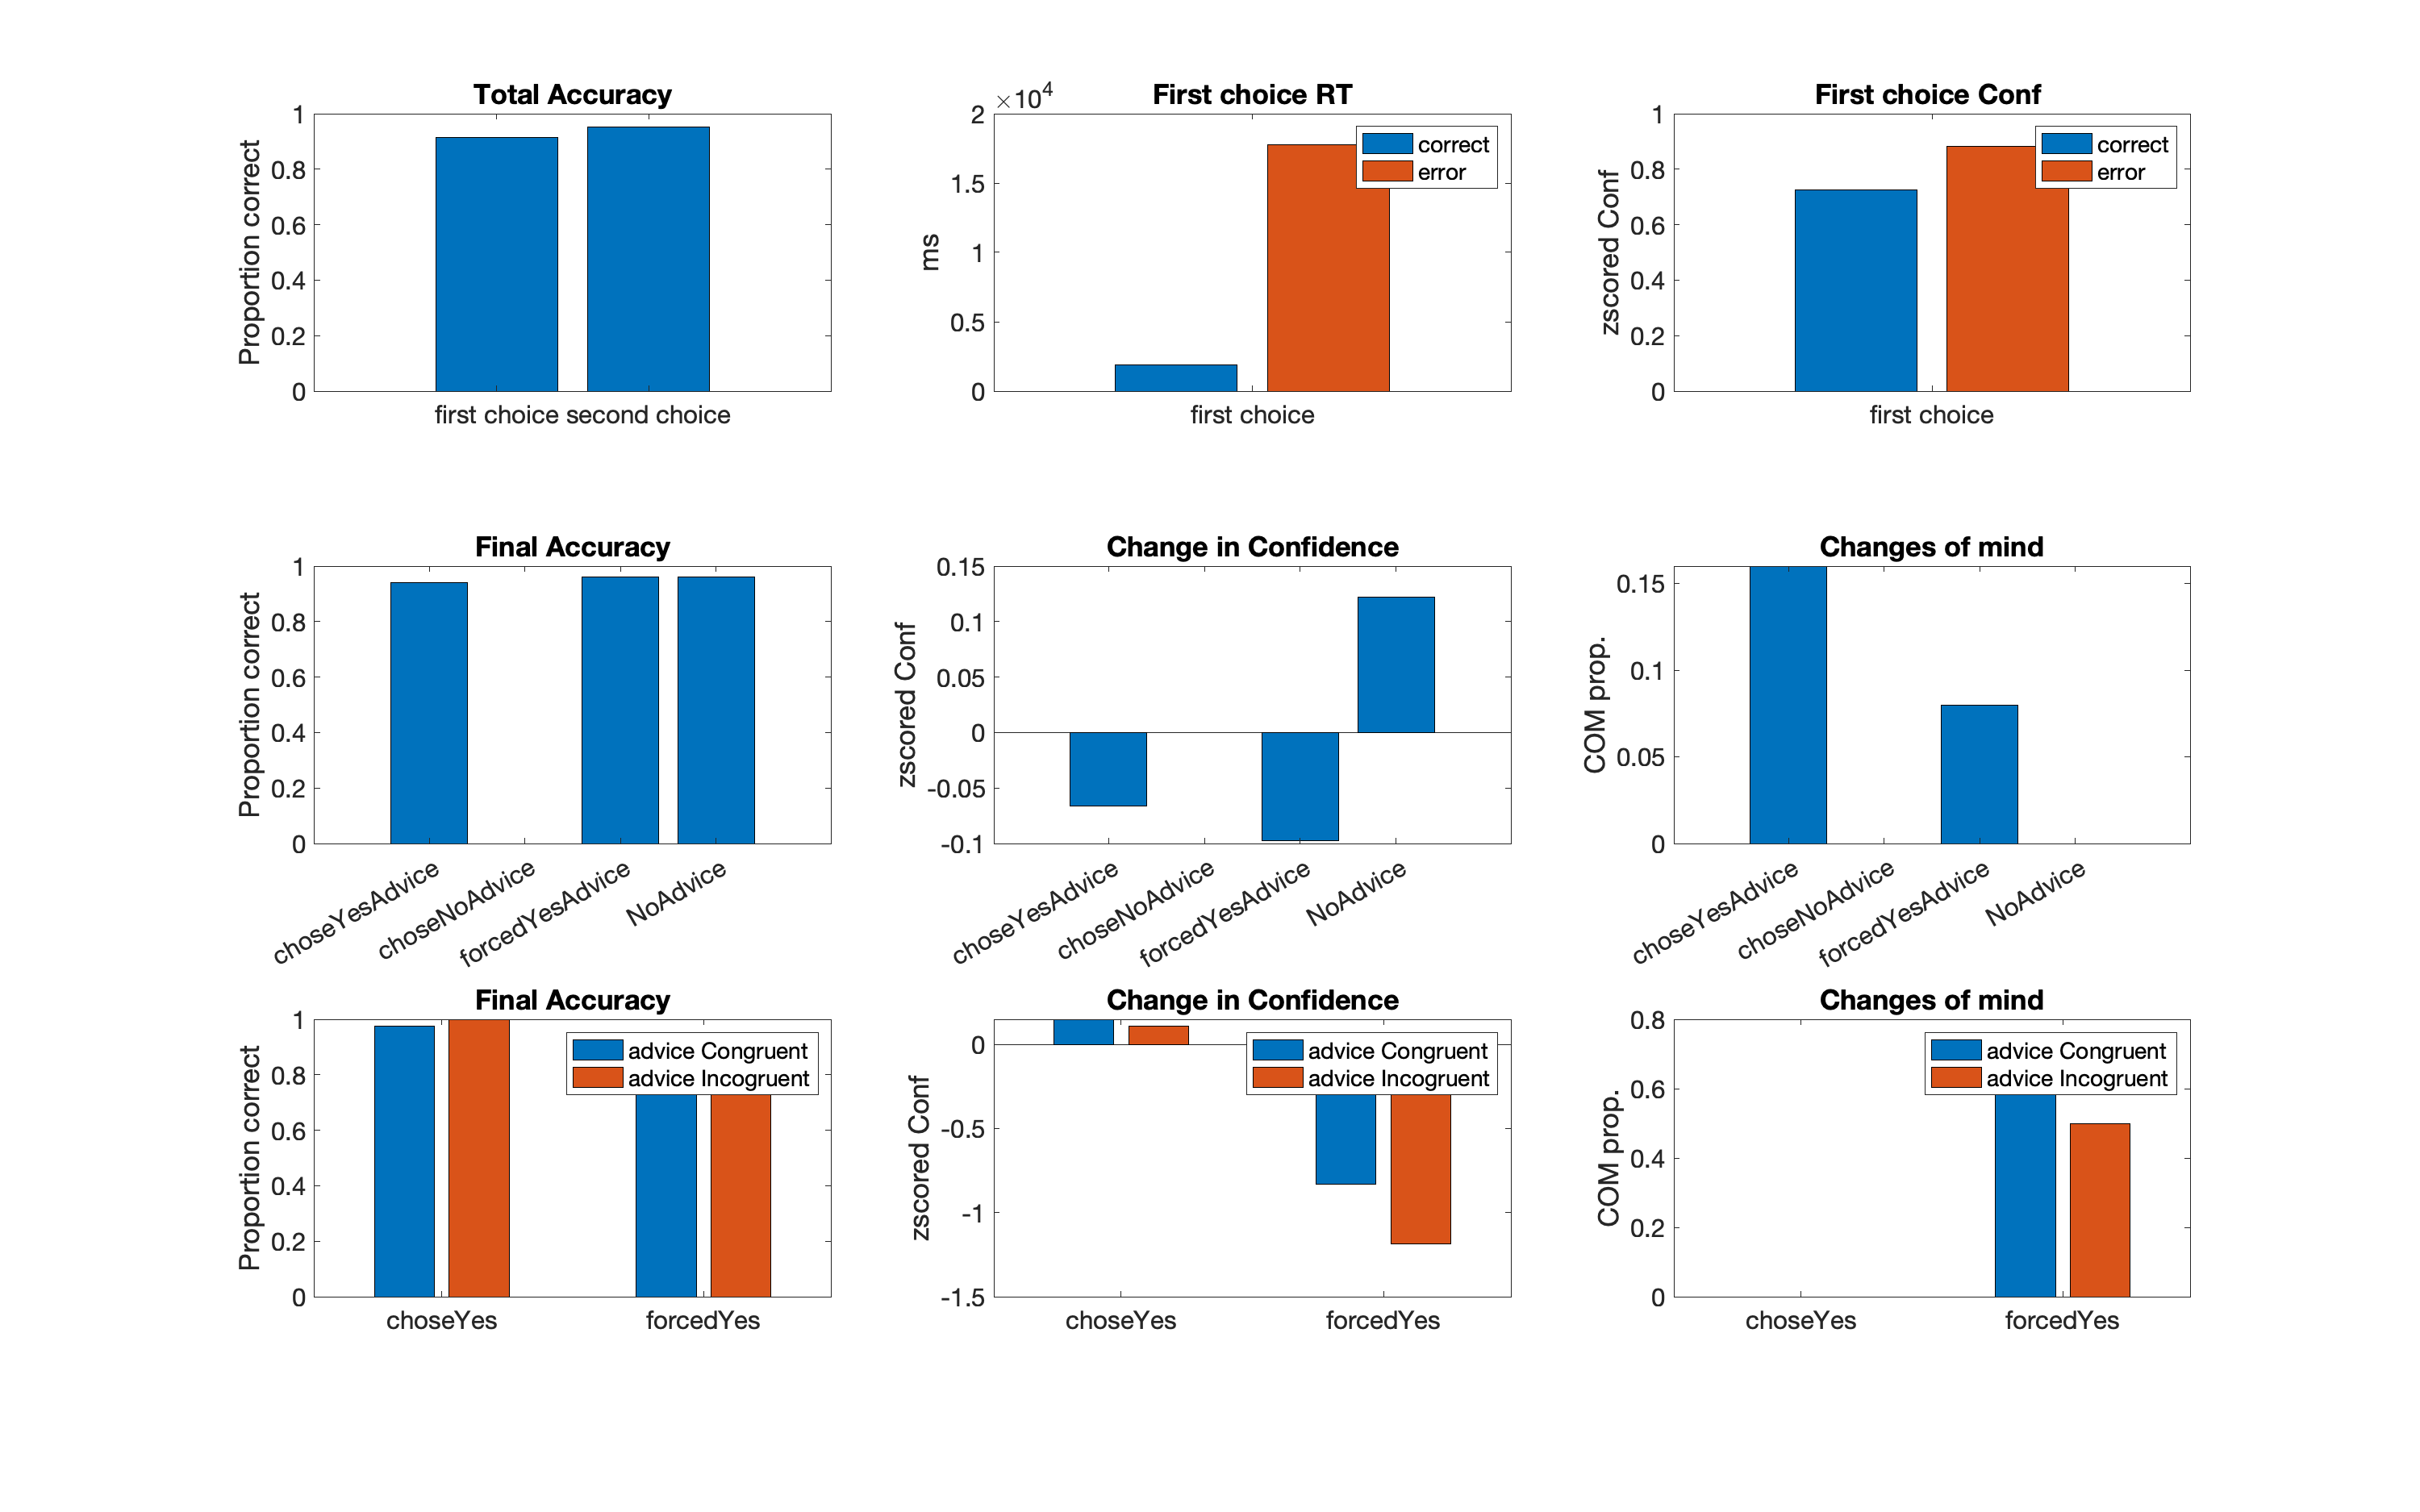 Total Accuracy
Proportion correct
1
0.8
0.6
0.4
0.2
0
first choice second choice
First choice RT
×10⁴
ms
2
1.5
1
0.5
0
correct
error
first choice
First choice Conf
zscored Conf
1
0.8
0.6
0.4
0.2
0
correct
error
first choice
Final Accuracy
Proportion correct
1
0.8
0.6
0.4
0.2
0
choseYesAdvice
choseNoAdvice
forcedYesAdvice
NoAdvice
Change in Confidence
zscored Conf
0.15
0.1
0.05
0
-0.05
-0.1
choseYesAdvice
choseNoAdvice
forcedYesAdvice
NoAdvice
Changes of mind
COM prop.
0.15
0.1
0.05
0
choseYesAdvice
choseNoAdvice
forcedYesAdvice
NoAdvice
Final Accuracy
Proportion correct
1
0.8
0.6
0.4
0.2
0
advice Congruent
advice Incogruent
choseYes
forcedYes
Change in Confidence
zscored Conf
0
-0.5
-1
-1.5
advice Congruent
advice Incogruent
choseYes
forcedYes
Changes of mind
COM prop.
0.8
0.6
0.4
0.2
0
advice Congruent
advice Incogruent
choseYes
forcedYes